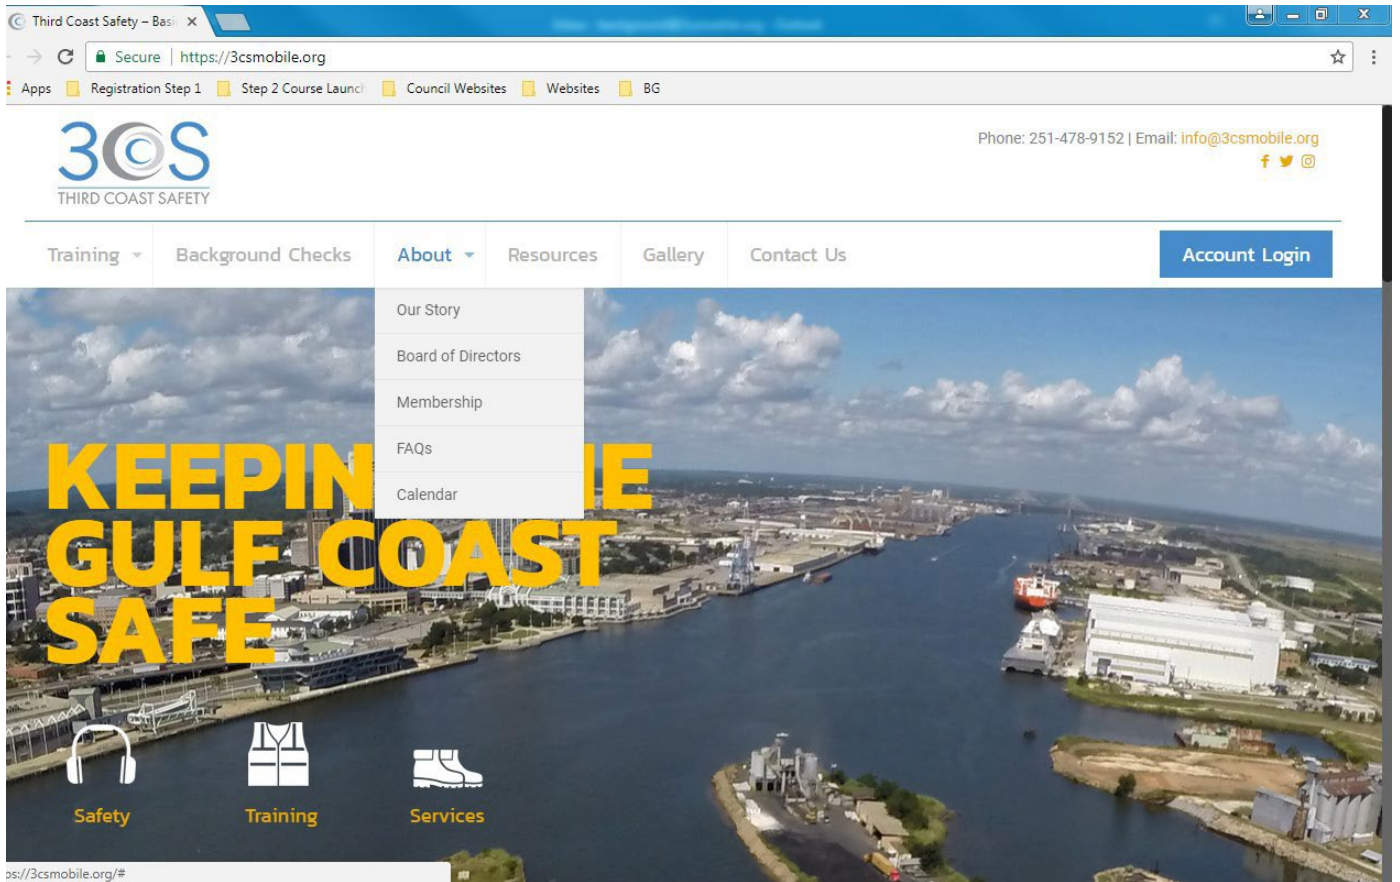 Third Coast Safety – Basi
Secure | https://3csmobile.org
Apps Registration Step 1 Step 2 Course Launch Council Websites Websites BG
3CS
THIRD COAST SAFETY
Phone: 251-478-9152 | Email: info@3csmobile.org
Training Background Checks About Resources Gallery Contact Us Account Login
Our Story
Board of Directors
Membership
FAQs
Calendar
KEEPIN E
GULF COAST
SAFE
Safety Training Services
ps://3csmobile.org/#